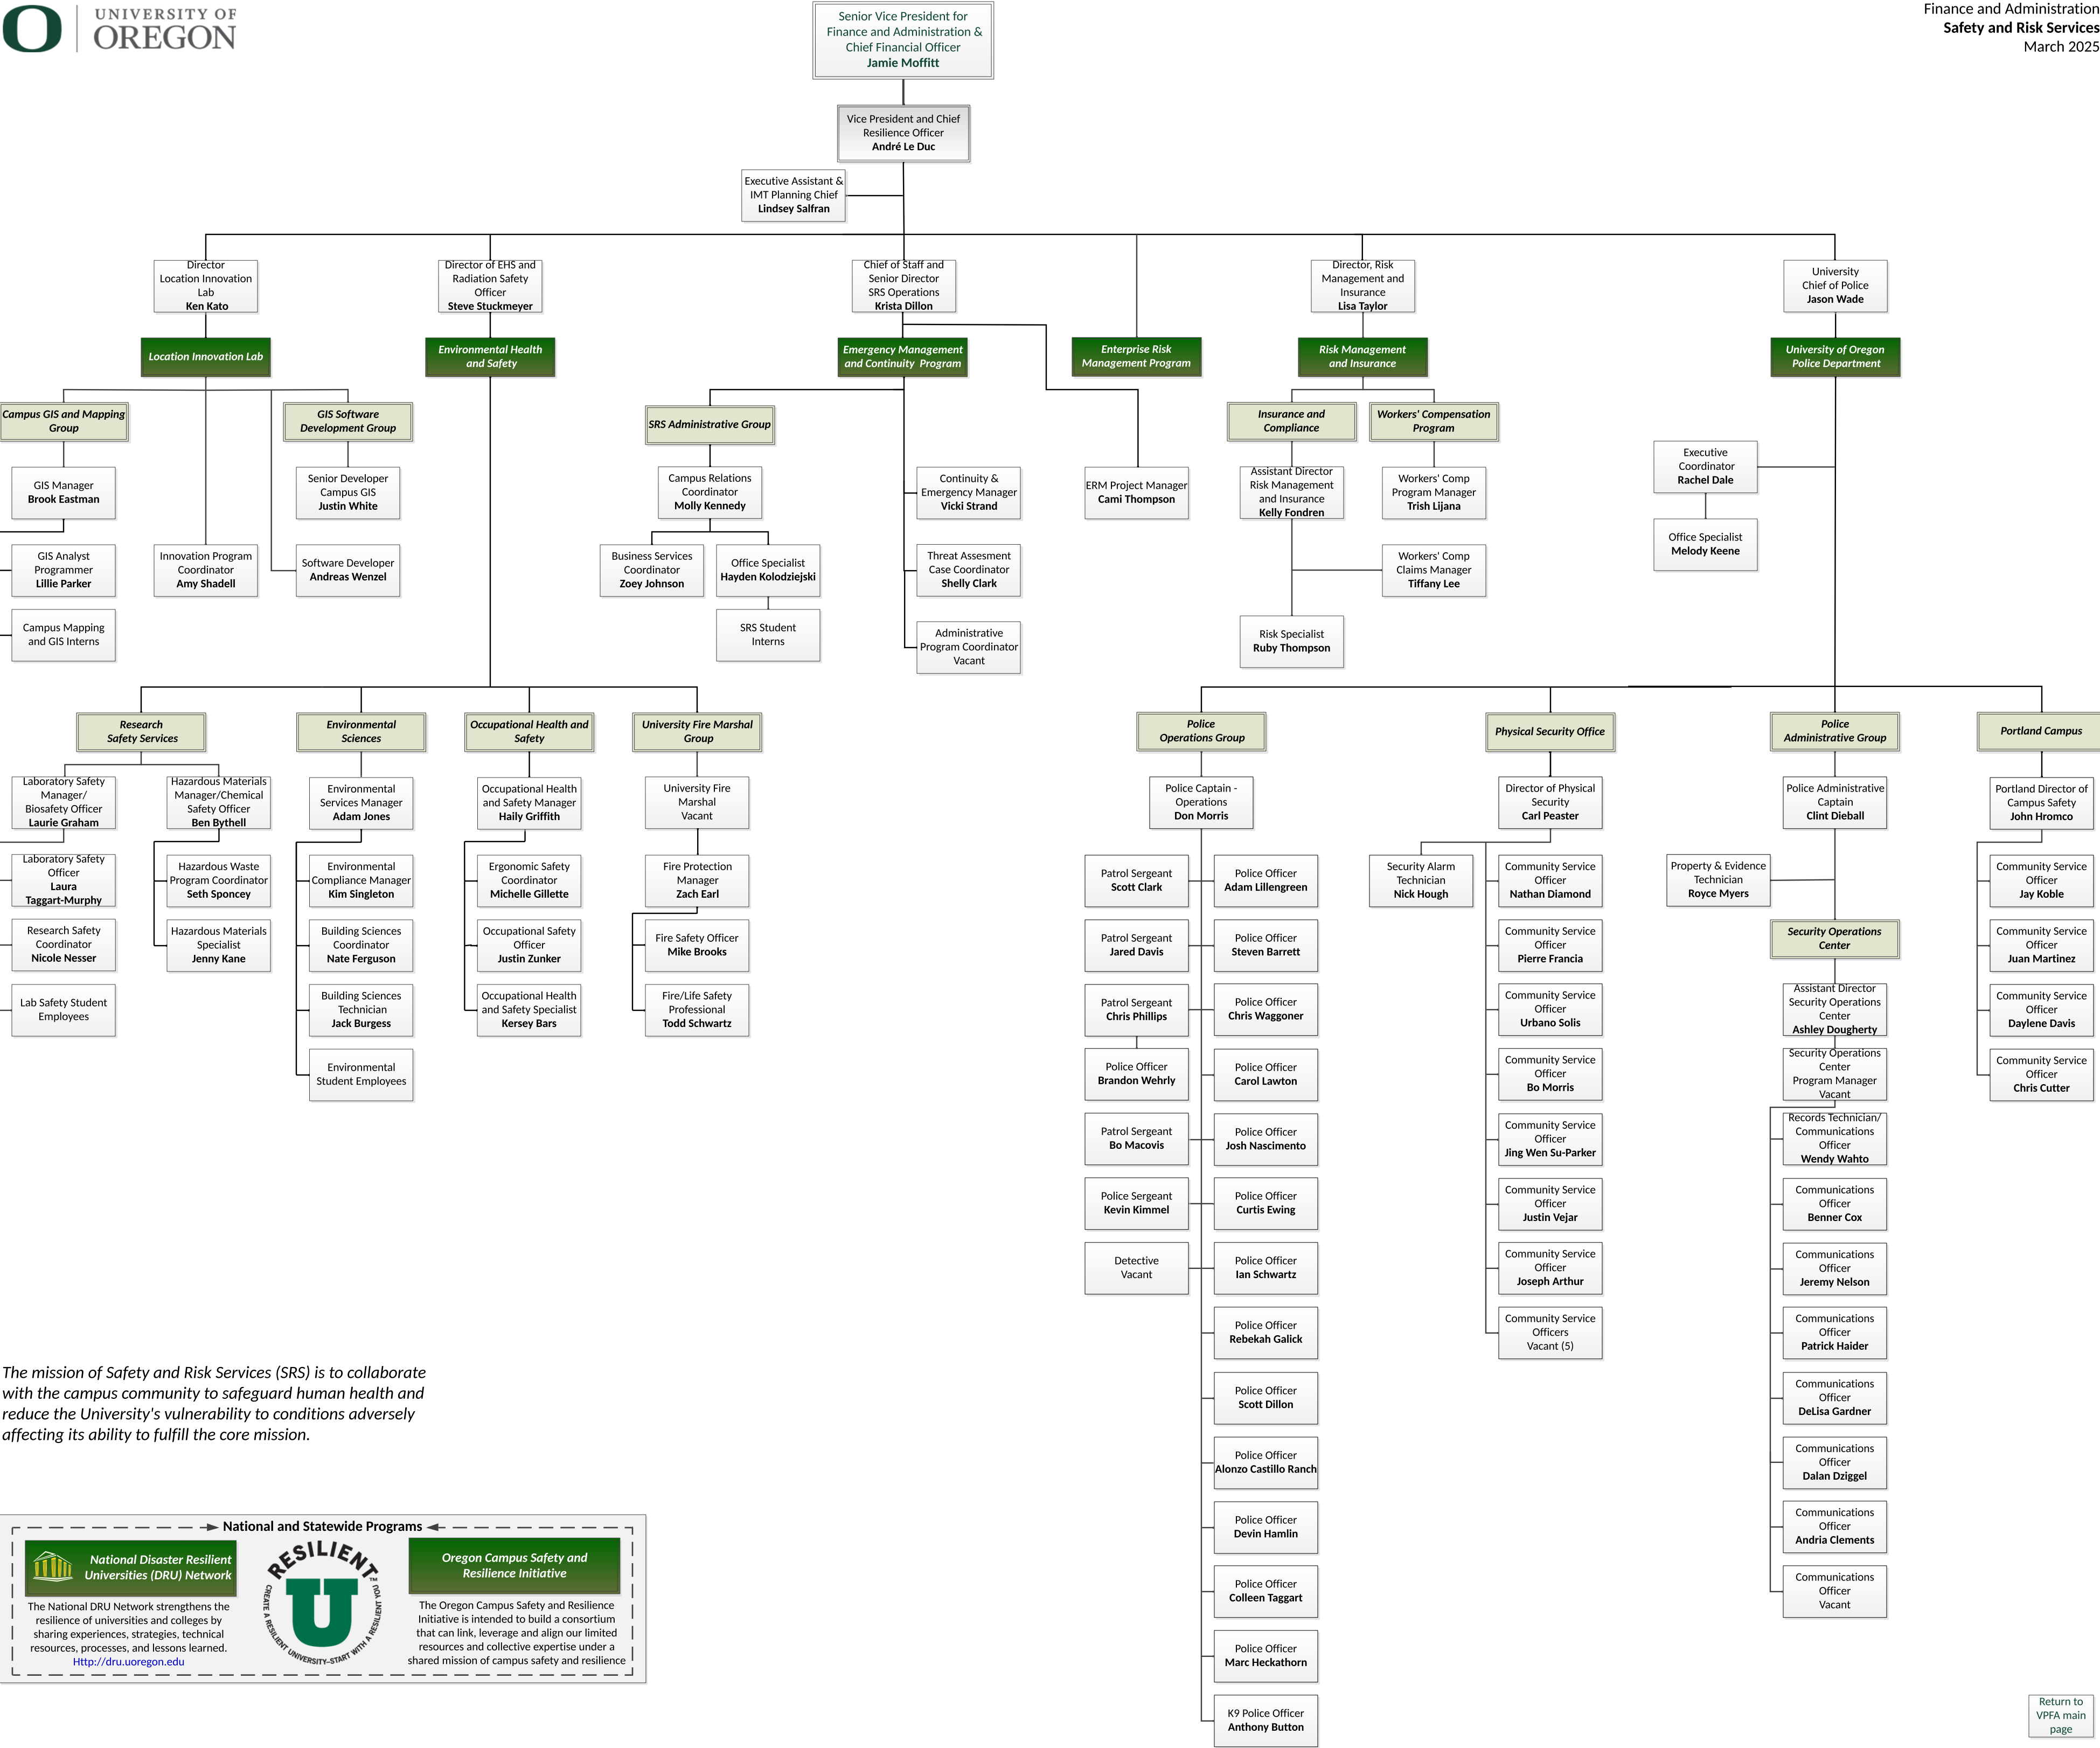 UNIVERSITY OF
OREGON
Finance and Administration
Safety and Risk Services
March 2025
Senior Vice President for
Finance and Administration &
Chief Financial Officer
Jamie Moffitt
Vice President and Chief
Resilience Officer
André Le Duc
Executive Assistant &
IMT Planning Chief
Lindsey Salfran
Director
Location Innovation
Lab
Ken Kato
Director of EHS and
Radiation Safety
Officer
Steve Stuckmeyer
Chief of Staff and
Senior Director
SRS Operations
Krista Dillon
Director, Risk
Management and
Insurance
Lisa Taylor
University
Chief of Police
Jason Wade
Location Innovation Lab
Environmental Health
and Safety
Emergency Management
and Continuity Program
Enterprise Risk
Management Program
Risk Management
and Insurance
University of Oregon
Police Department
Campus GIS and Mapping
Group
GIS Software
Development Group
SRS Administrative Group
Insurance and
Compliance
Workers' Compensation
Program
GIS Manager
Brook Eastman
Senior Developer
Campus GIS
Justin White
Campus Relations
Coordinator
Molly Kennedy
Continuity &
Emergency Manager
Vicki Strand
ERM Project Manager
Cami Thompson
Assistant Director
Risk Management
and Insurance
Kelly Fondren
Workers' Comp
Program Manager
Trish Lijana
Executive
Coordinator
Rachel Dale
GIS Analyst
Programmer
Lillie Parker
Innovation Program
Coordinator
Amy Shadell
Software Developer
Andreas Wenzel
Business Services
Coordinator
Zoey Johnson
Office Specialist
Hayden Kolodziejski
Threat Assesment
Case Coordinator
Shelly Clark
Workers' Comp
Claims Manager
Tiffany Lee
Office Specialist
Melody Keene
Campus Mapping
and GIS Interns
SRS Student
Interns
Administrative
Program Coordinator
Vacant
Risk Specialist
Ruby Thompson
Research
Safety Services
Environmental
Sciences
Occupational Health and
Safety
University Fire Marshal
Group
Police
Operations Group
Physical Security Office
Police
Administrative Group
Portland Campus
Laboratory Safety
Manager/
Biosafety Officer
Laurie Graham
Hazardous Materials
Manager/Chemical
Safety Officer
Ben Bythell
Environmental
Services Manager
Adam Jones
Occupational Health
and Safety Manager
Haily Griffith
University Fire
Marshal
Vacant
Police Captain -
Operations
Don Morris
Director of Physical
Security
Carl Peaster
Police Administrative
Captain
Clint Dieball
Portland Director of
Campus Safety
John Hromco
Laboratory Safety
Officer
Laura
Taggart-Murphy
Hazardous Waste
Program Coordinator
Seth Sponcey
Environmental
Compliance Manager
Kim Singleton
Ergonomic Safety
Coordinator
Michelle Gillette
Fire Protection
Manager
Zach Earl
Patrol Sergeant
Scott Clark
Police Officer
Adam Lillengreen
Security Alarm
Technician
Nick Hough
Community Service
Officer
Nathan Diamond
Property & Evidence
Technician
Royce Myers
Community Service
Officer
Jay Koble
Research Safety
Coordinator
Nicole Nesser
Hazardous Materials
Specialist
Jenny Kane
Building Sciences
Coordinator
Nate Ferguson
Occupational Safety
Officer
Justin Zunker
Fire Safety Officer
Mike Brooks
Patrol Sergeant
Jared Davis
Police Officer
Steven Barrett
Community Service
Officer
Pierre Francia
Security Operations
Center
Community Service
Officer
Juan Martinez
Lab Safety Student
Employees
Building Sciences
Technician
Jack Burgess
Occupational Health
and Safety Specialist
Kersey Bars
Fire/Life Safety
Professional
Todd Schwartz
Patrol Sergeant
Chris Phillips
Police Officer
Chris Waggoner
Community Service
Officer
Urbano Solis
Assistant Director
Security Operations
Center
Ashley Dougherty
Community Service
Officer
Daylene Davis
Environmental
Student Employees
Police Officer
Brandon Wehrly
Police Officer
Carol Lawton
Community Service
Officer
Bo Morris
Security Operations
Center
Program Manager
Vacant
Community Service
Officer
Chris Cutter
Patrol Sergeant
Bo Macovis
Police Officer
Josh Nascimento
Community Service
Officer
Jing Wen Su-Parker
Records Technician/
Communications
Officer
Wendy Wahto
Police Sergeant
Kevin Kimmel
Police Officer
Curtis Ewing
Community Service
Officer
Justin Vejar
Communications
Officer
Benner Cox
Detective
Vacant
Police Officer
Ian Schwartz
Community Service
Officer
Joseph Arthur
Communications
Officer
Jeremy Nelson
Police Officer
Rebekah Galick
Community Service
Officers
Vacant (5)
Communications
Officer
Patrick Haider
Police Officer
Scott Dillon
Communications
Officer
DeLisa Gardner
Police Officer
Alonzo Castillo Ranch
Communications
Officer
Dalan Dziggel
Police Officer
Devin Hamlin
Communications
Officer
Andria Clements
Police Officer
Colleen Taggart
Communications
Officer
Vacant
Police Officer
Marc Heckathorn
K9 Police Officer
Anthony Button
The mission of Safety and Risk Services (SRS) is to collaborate
with the campus community to safeguard human health and
reduce the University's vulnerability to conditions adversely
affecting its ability to fulfill the core mission.
National and Statewide Programs
National Disaster Resilient
Universities (DRU) Network
The National DRU Network strengthens the
resilience of universities and colleges by
sharing experiences, strategies, technical
resources, processes, and lessons learned.
Http://dru.uoregon.edu
RESILIENT™
U
CREATE A RESILIENT UNIVERSITY–START WITH A RESILIENT YOU
Oregon Campus Safety and
Resilience Initiative
The Oregon Campus Safety and Resilience
Initiative is intended to build a consortium
that can link, leverage and align our limited
resources and collective expertise under a
shared mission of campus safety and resilience
Return to
VPFA main
page